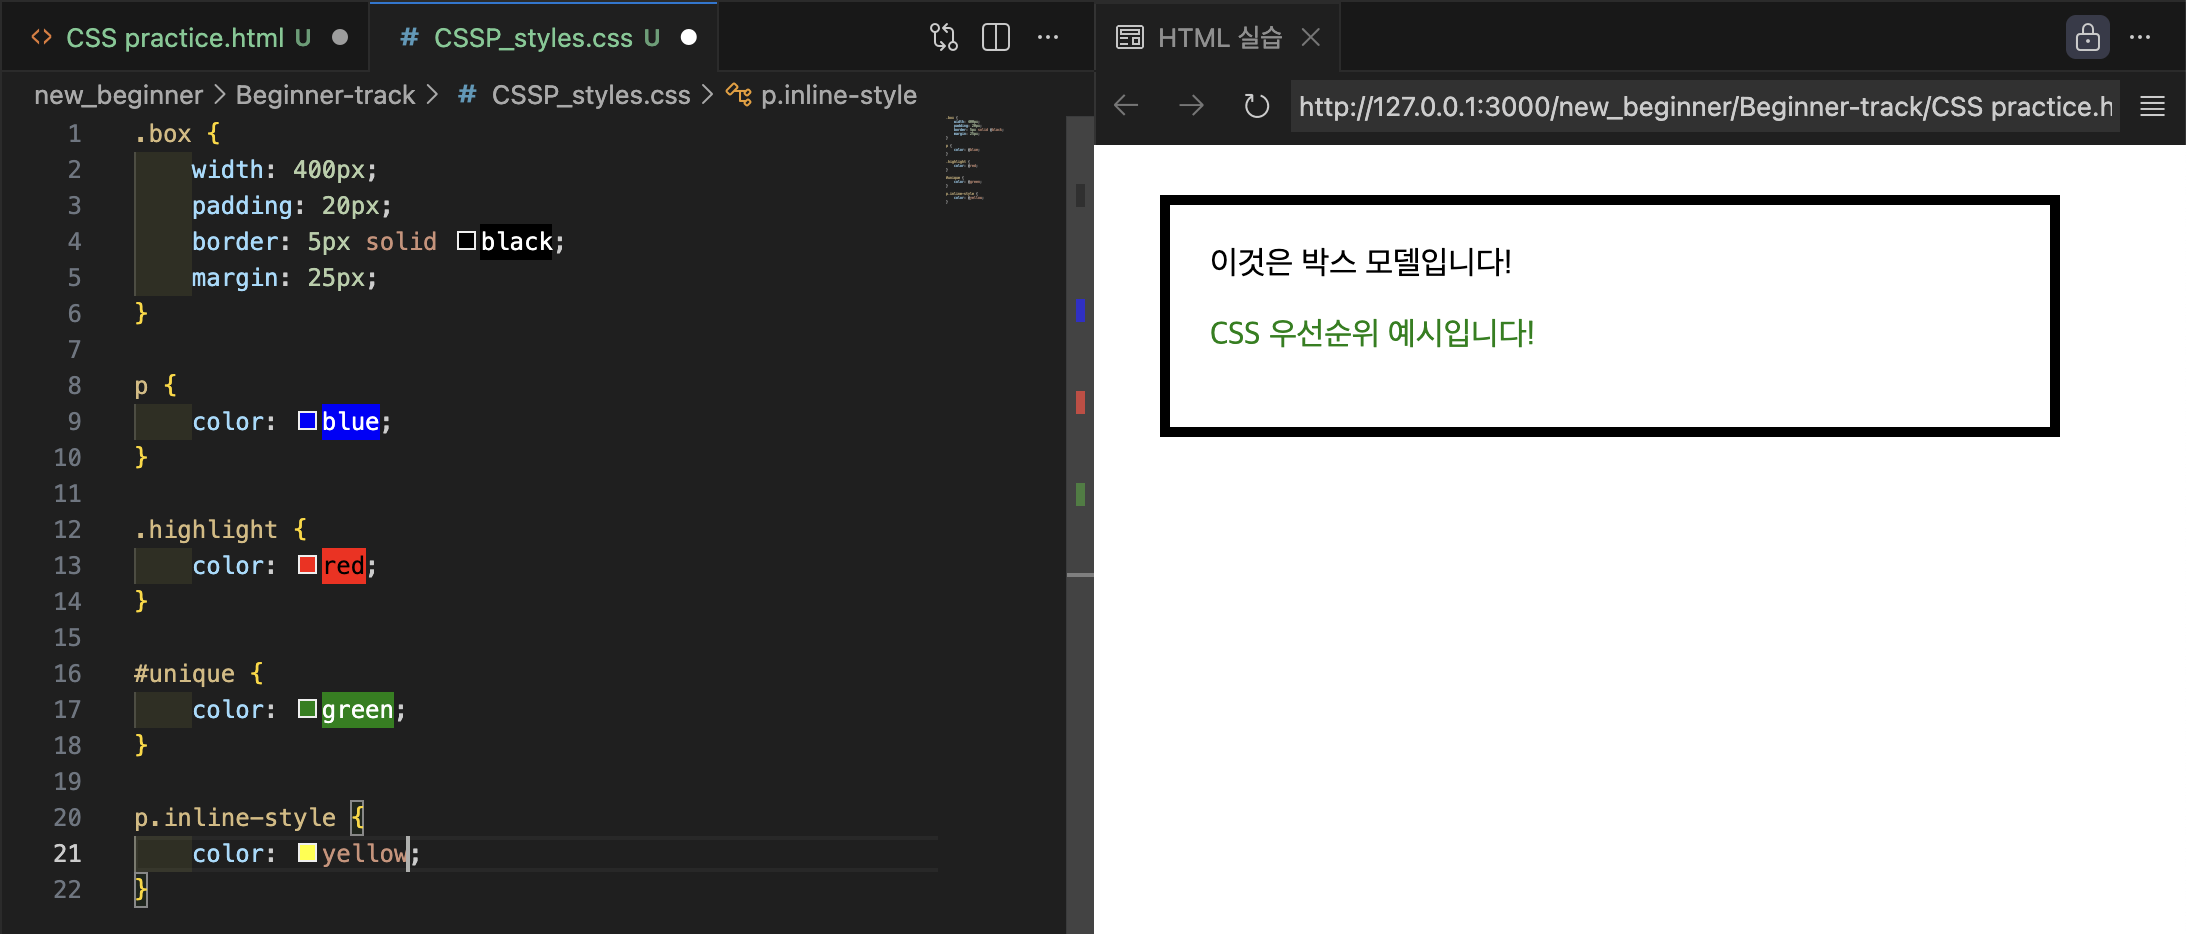 CSS practice.html U
CSSP_styles.css U
new_beginner > Beginner-track > # CSSP_styles.css > p.inline-style
1 .box {
2 width: 400px;
3 padding: 20px;
4 border: 5px solid black;
5 margin: 25px;
6 }
7
8 p {
9 color: blue;
10 }
11
12 .highlight {
13 color: red;
14 }
15
16 #unique {
17 color: green;
18 }
19
20 p.inline-style {
21 color: yellow;
22 }
HTML 실습
http://127.0.0.1:3000/new_beginner/Beginner-track/CSS practice.h
이것은 박스 모델입니다!
CSS 우선순위 예시입니다!